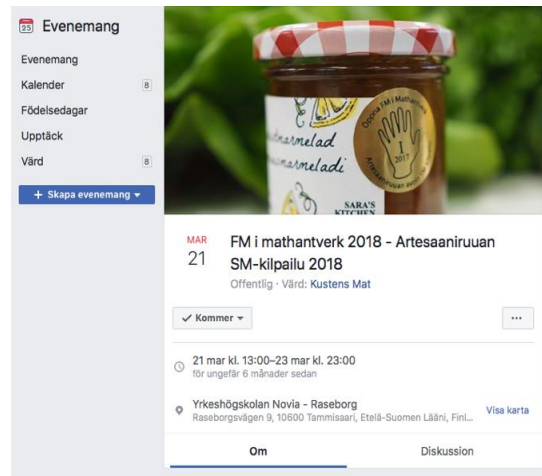 25 Evenemang
Evenemang
Kalender 8
Födelsedagar
Upptäck
Värd 8
+ Skapa evenemang
marmelad
marmeladi
SARA'S
KITCHEN
Öppna FM i Mathantverk
I
2017
MAR
21
FM i mathantverk 2018 - Artesaaniruuan
SM-kilpailu 2018
Offentlig · Värd: Kustens Mat
✓ Kommer
...
21 mar kl. 13:00–23 mar kl. 23:00
för ungefär 6 månader sedan
Yrkeshögskolan Novia - Raseborg
Raseborgsvägen 9, 10600 Tammisaari, Etelä-Suomen Lääni, Finl...
Visa karta
Om
Diskussion